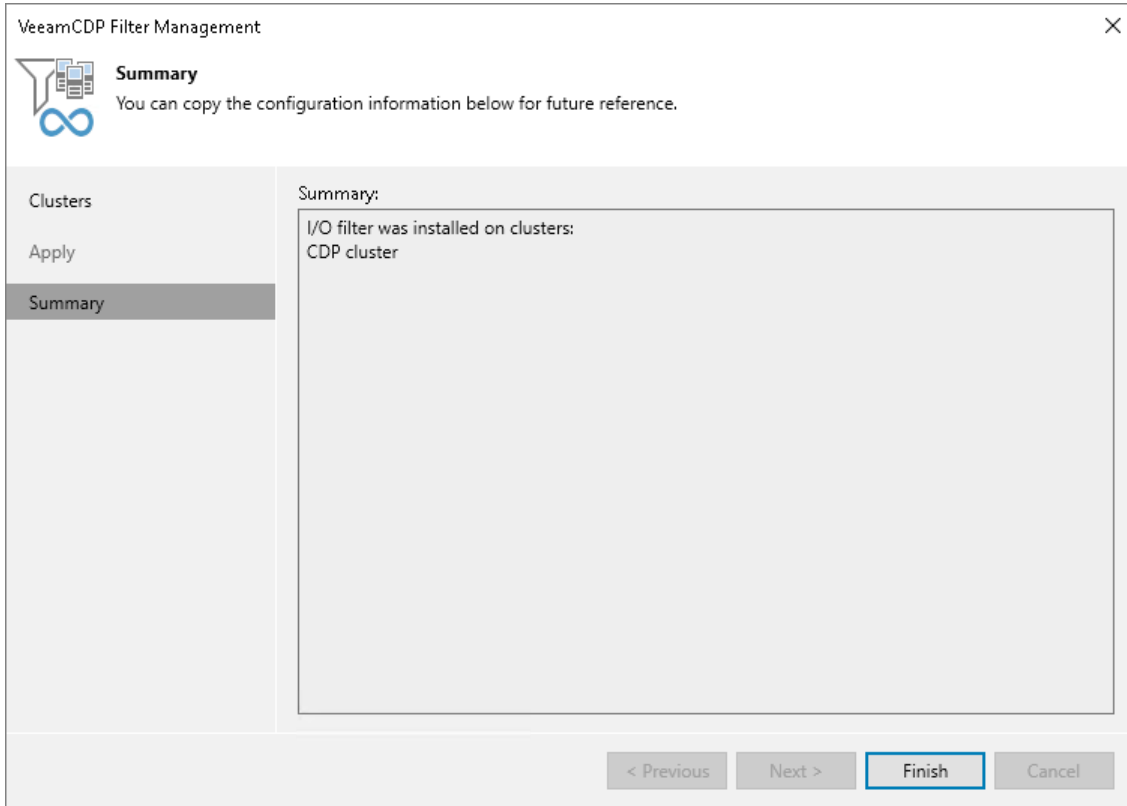 VeeamCDP Filter Management
Summary
You can copy the configuration information below for future reference.
Clusters
Apply
Summary
Summary:
I/O filter was installed on clusters:
CDP cluster
< Previous
Next >
Finish
Cancel